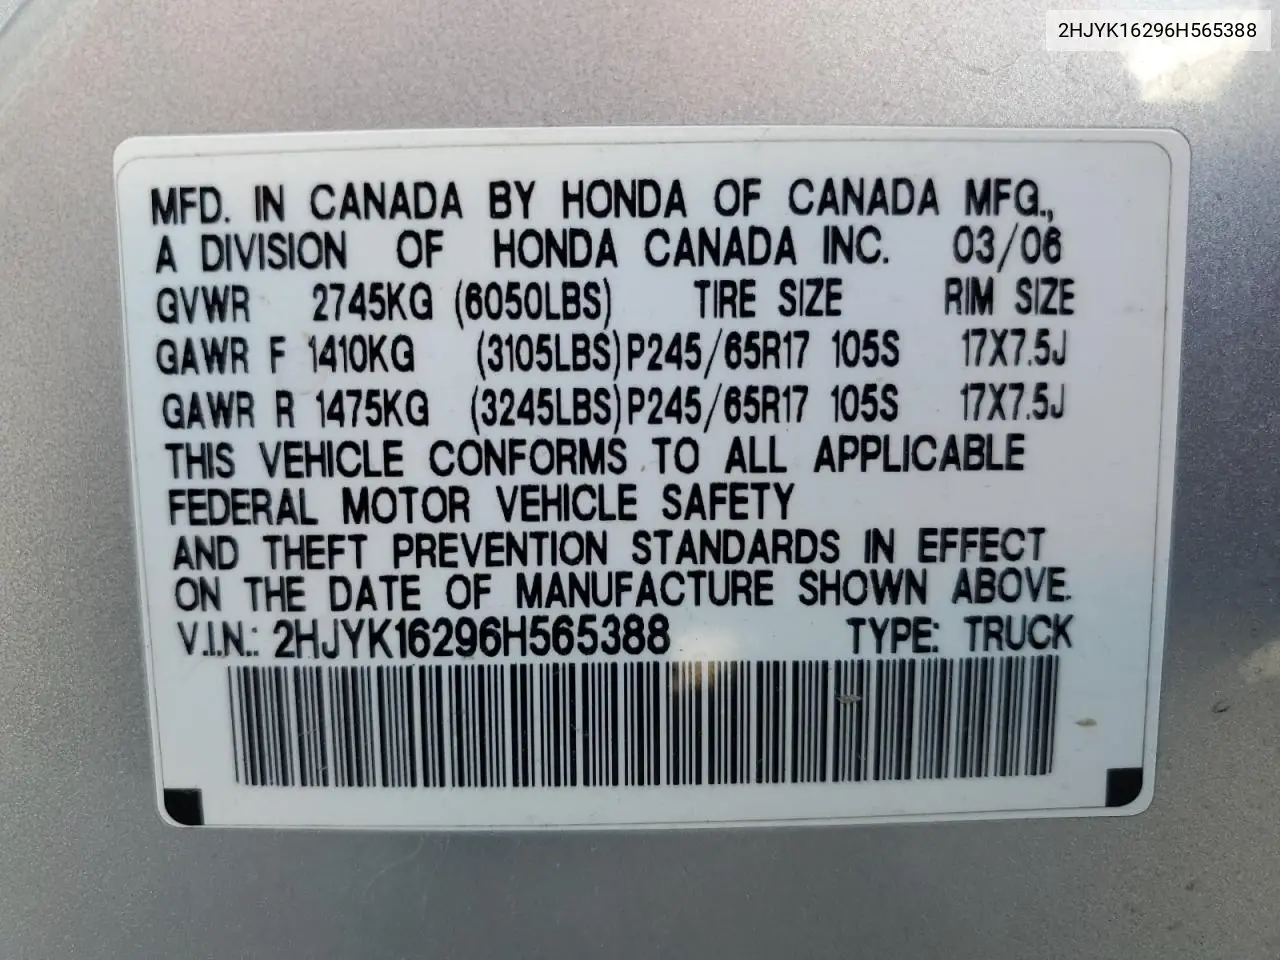 2HJYK16296H565388
MFD. IN CANADA BY HONDA OF CANADA MFG.,
A DIVISION OF HONDA CANADA INC. 03/06
GVWR 2745KG (6050LBS) TIRE SIZE RIM SIZE
GAWR F 1410KG (3105LBS) P245/65R17 105S 17X7.5J
GAWR R 1475KG (3245LBS) P245/65R17 105S 17X7.5J
THIS VEHICLE CONFORMS TO ALL APPLICABLE
FEDERAL MOTOR VEHICLE SAFETY
AND THEFT PREVENTION STANDARDS IN EFFECT
ON THE DATE OF MANUFACTURE SHOWN ABOVE.
V.I.N.: 2HJYK16296H565388 TYPE: TRUCK